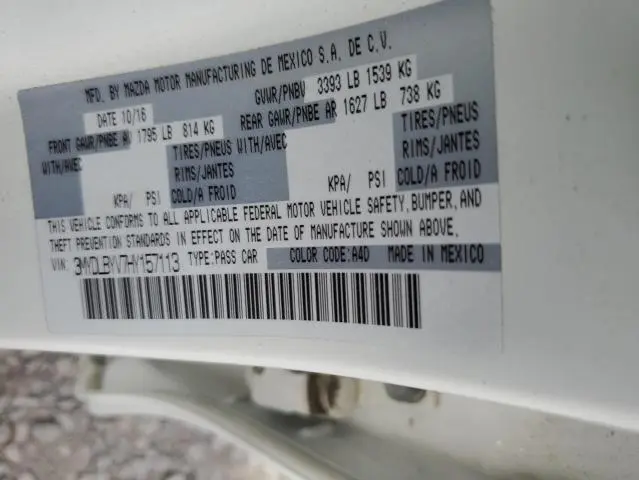 MFD. BY MAZDA MOTOR MANUFACTURING DE MEXICO S.A. DE C.V.
DATE 10/16 GVWR/PNBV 3393 LB 1539 KG
FRONT GAWR/PNBE AV 1795 LB 814 KG REAR GAWR/PNBE AR 1627 LB 738 KG
WITH/AVEC TIRES/PNEUS WITH/AVEC TIRES/PNEUS
RIMS/JANTES RIMS/JANTES
KPA/ PSI COLD/A FROID KPA/ PSI COLD/A FROID
THIS VEHICLE CONFORMS TO ALL APPLICABLE FEDERAL MOTOR VEHICLE SAFETY, BUMPER, AND
THEFT PREVENTION STANDARDS IN EFFECT ON THE DATE OF MANUFACTURE SHOWN ABOVE.
VIN: 3MYDLBYV7HY157113 TYPE: PASS CAR COLOR CODE: A4D MADE IN MEXICO